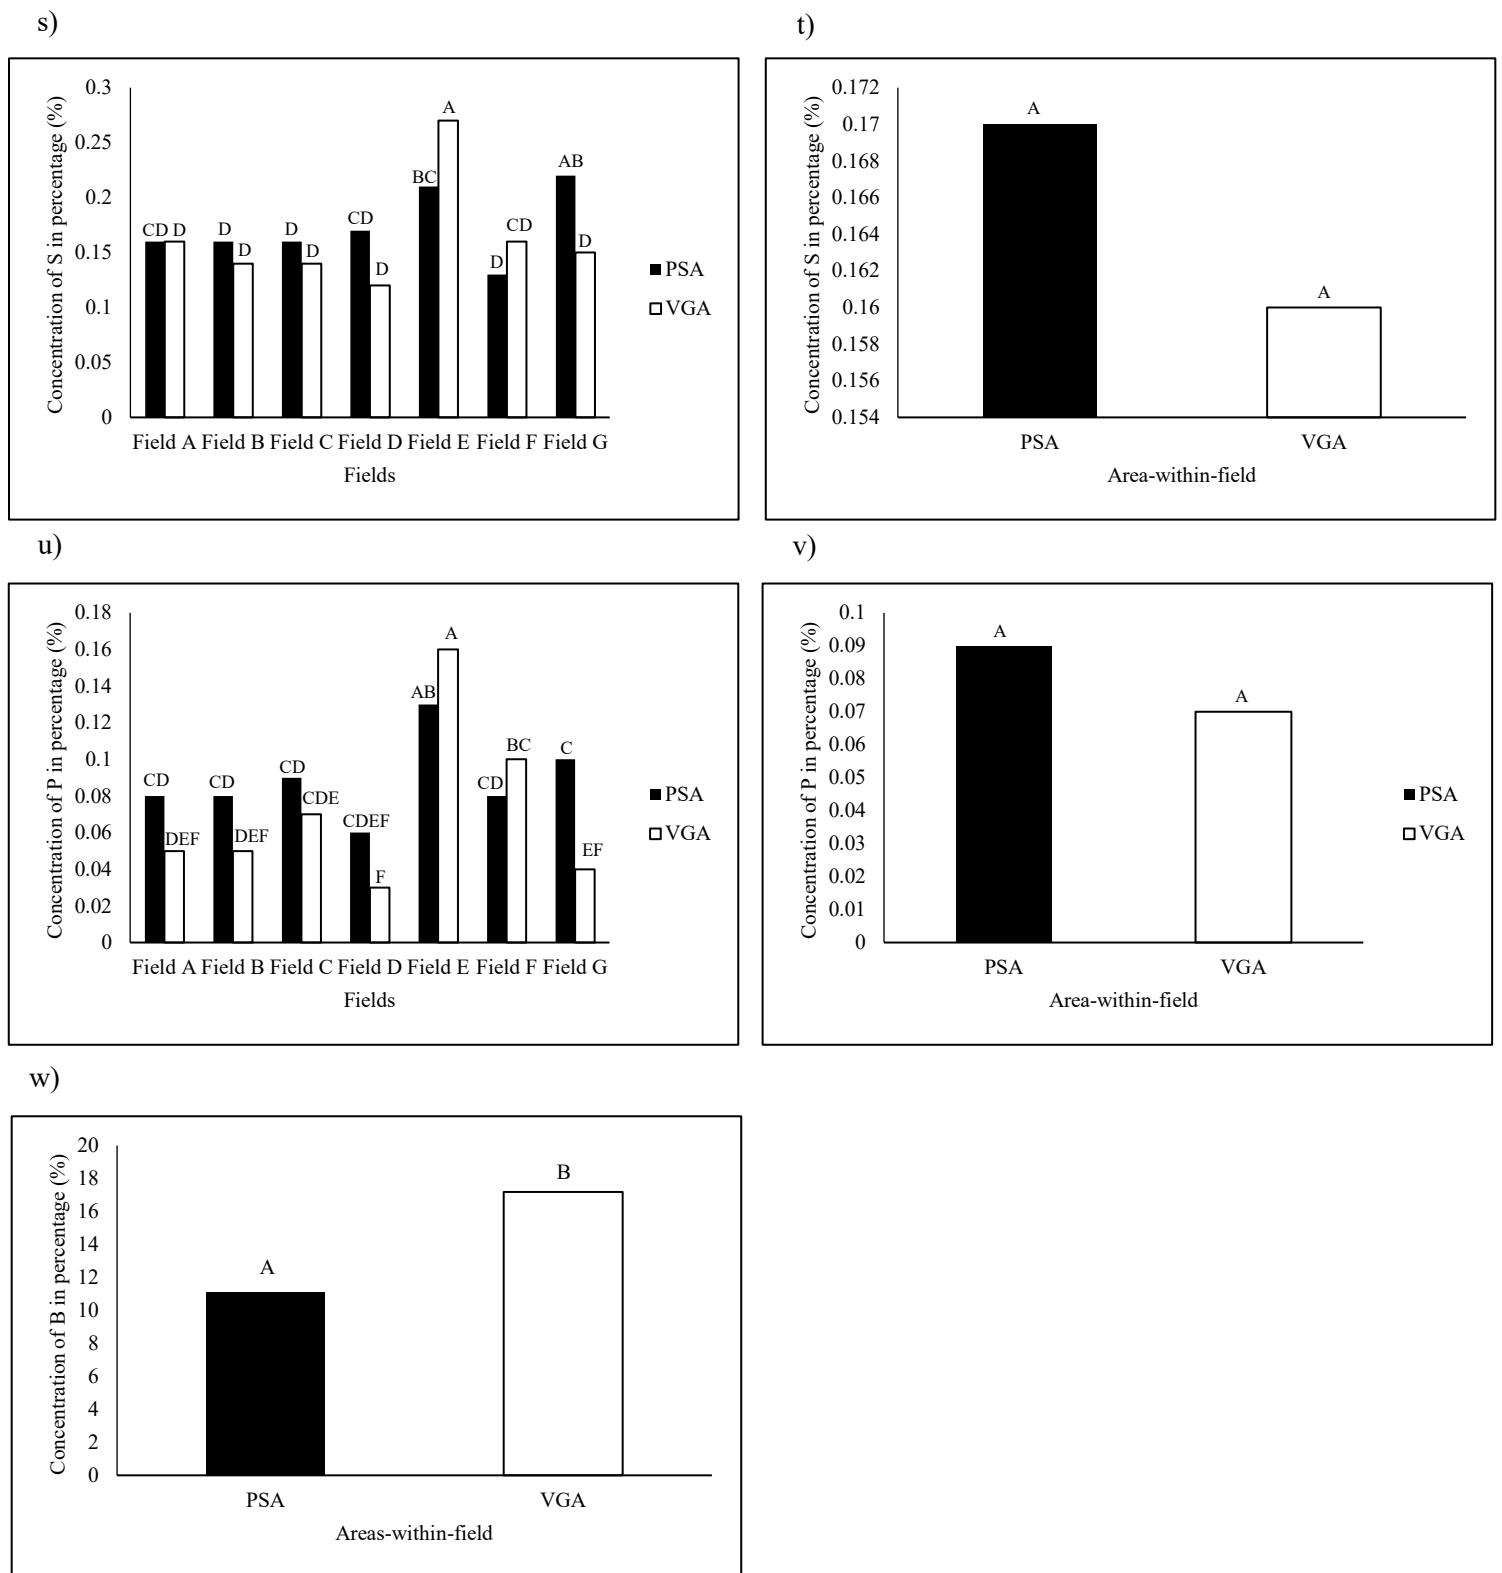 s)
Concentration of S in percentage (%)
0.3
0.25
0.2
0.15
0.1
0.05
0
CD D
D D
D D
CD D
BC A
D CD
AB D
Field A Field B Field C Field D Field E Field F Field G
Fields
PSA
VGA
t)
Concentration of S in percentage (%)
0.172
0.17
0.168
0.166
0.164
0.162
0.16
0.158
0.156
0.154
A
A
PSA VGA
Area-within-field
u)
Concentration of P in percentage (%)
0.18
0.16
0.14
0.12
0.1
0.08
0.06
0.04
0.02
0
CD DEF
CD DEF
CD CDE
CDEF F
AB A
CD BC
C EF
Field A Field B Field C Field D Field E Field F Field G
Fields
PSA
VGA
v)
Concentration of P in percentage (%)
0.1
0.09
0.08
0.07
0.06
0.05
0.04
0.03
0.02
0.01
0
A
A
PSA VGA
Area-within-field
PSA
VGA
w)
Concentration of B in percentage (%)
20
18
16
14
12
10
8
6
4
2
0
A
B
PSA VGA
Areas-within-field